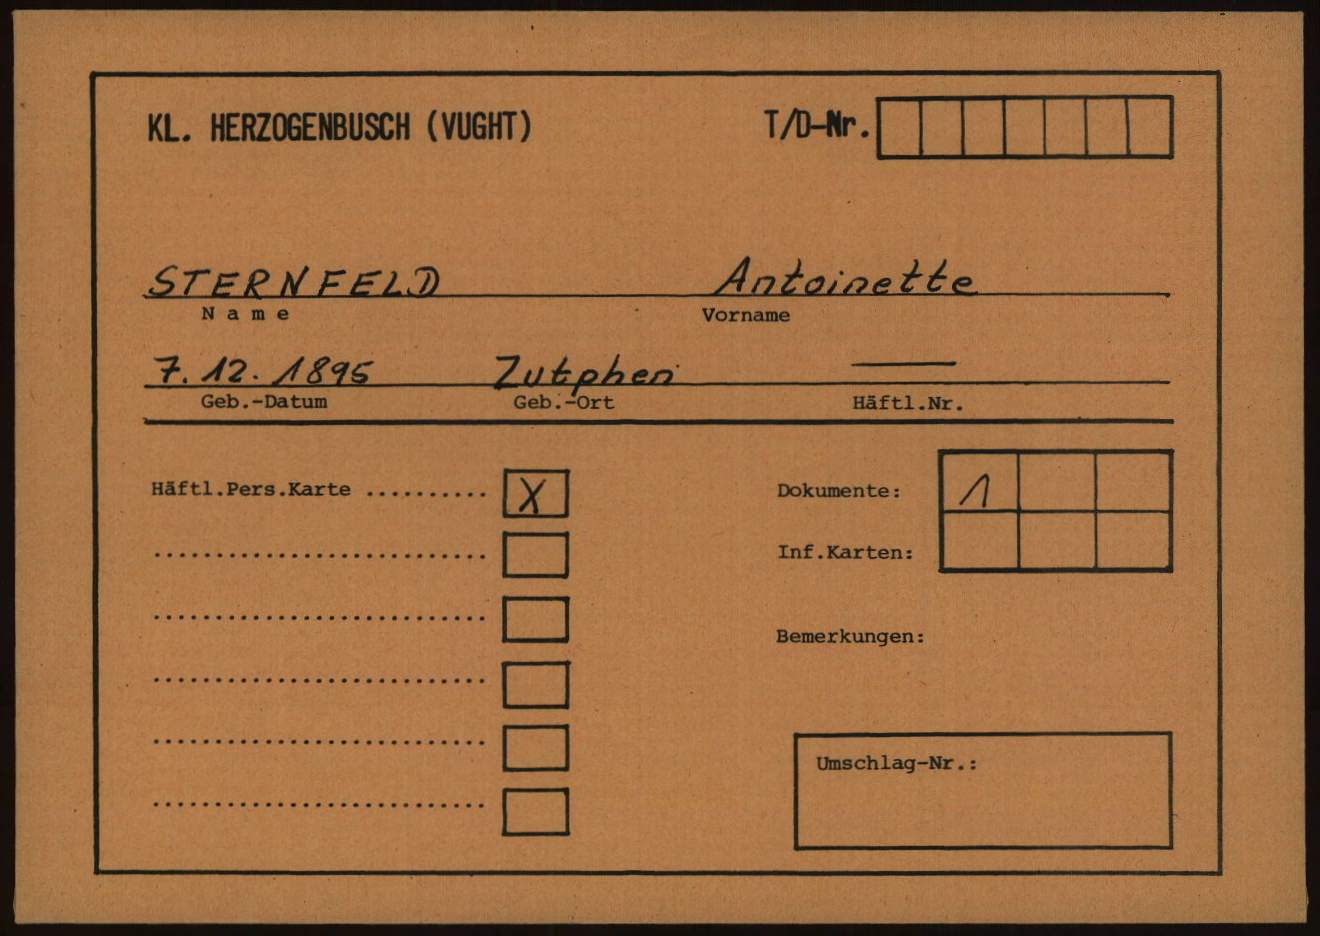 KL. HERZOGENBUSCH (VUGHT) T/D-Nr.
STERNFELD Antoinette
Name Vorname
7. 12. 1895 Zutphen —
Geb.-Datum Geb.-Ort Häftl.Nr.
Häftl.Pers.Karte .......... X Dokumente: 1
Inf.Karten:
Bemerkungen:
Umschlag-Nr.: